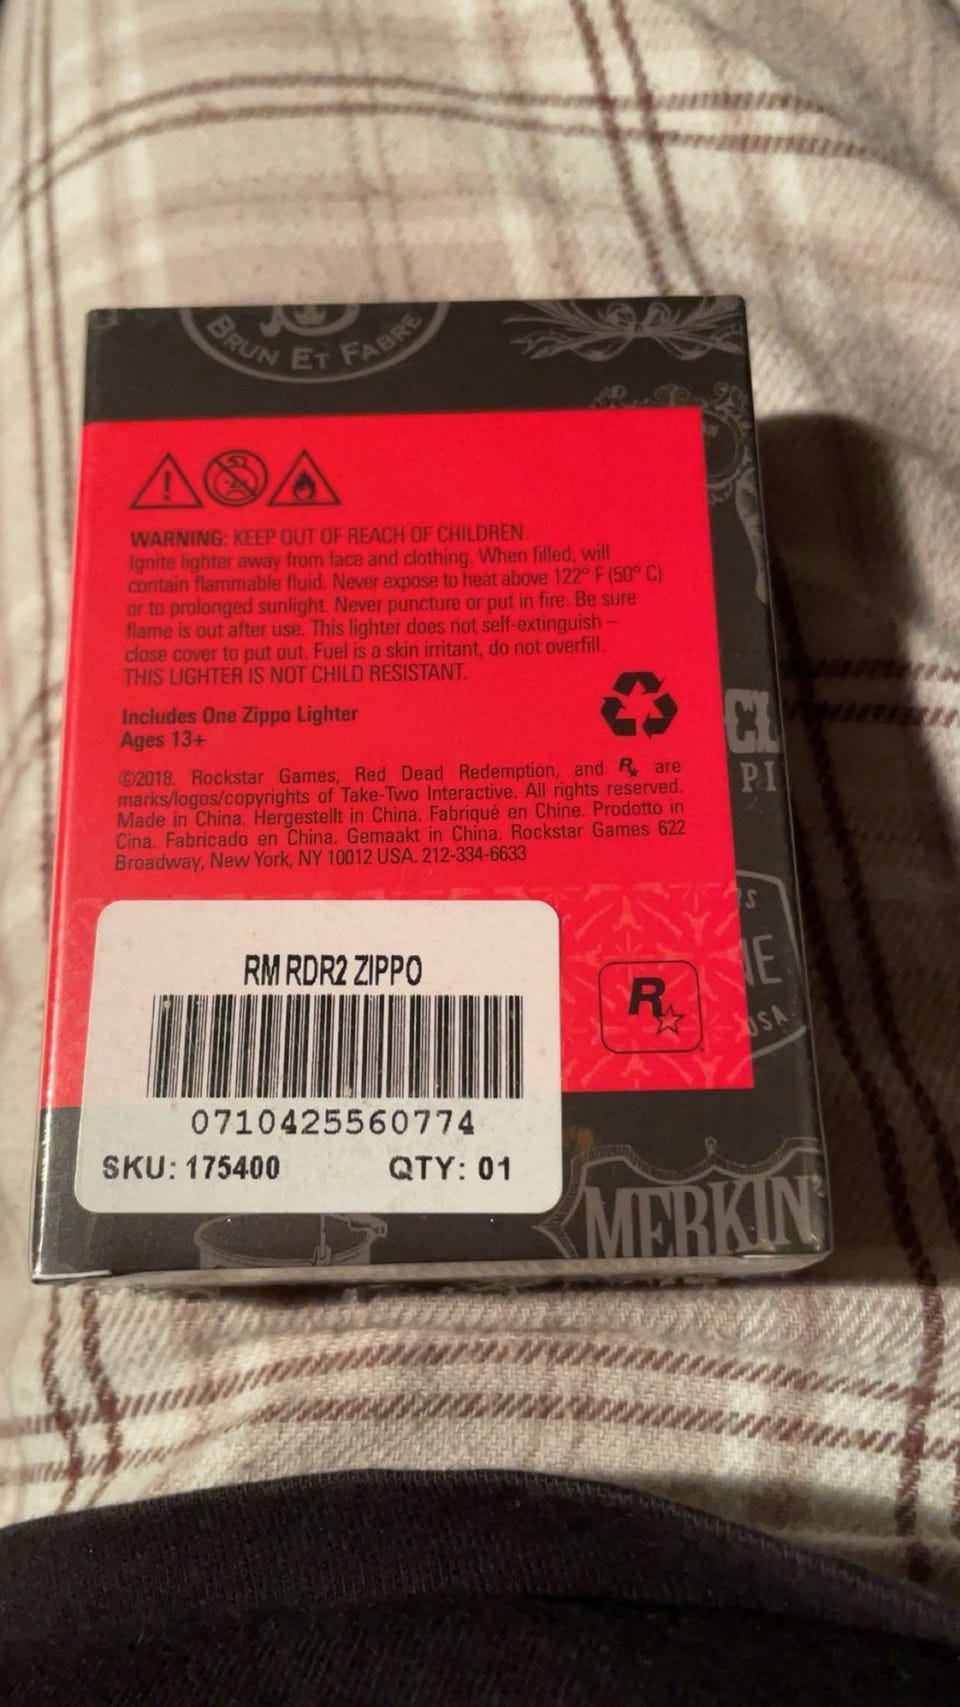 BRUN ET FABRE
WARNING: KEEP OUT OF REACH OF CHILDREN.
Ignite lighter away from face and clothing. When filled, will
contain flammable fluid. Never expose to heat above 122° F (50° C)
or to prolonged sunlight. Never puncture or put in fire. Be sure
flame is out after use. This lighter does not self-extinguish –
close cover to put out. Fuel is a skin irritant, do not overfill.
THIS LIGHTER IS NOT CHILD RESISTANT.
Includes One Zippo Lighter
Ages 13+
©2018. Rockstar Games, Red Dead Redemption, and R★ are
marks/logos/copyrights of Take-Two Interactive. All rights reserved.
Made in China. Hergestellt in China. Fabriqué en Chine. Prodotto in
Cina. Fabricado en China. Gemaakt in China. Rockstar Games 622
Broadway, New York, NY 10012 USA. 212-334-6633
PI
USA
RM RDR2 ZIPPO
R
0710425560774
SKU: 175400 QTY: 01
MERKIN'